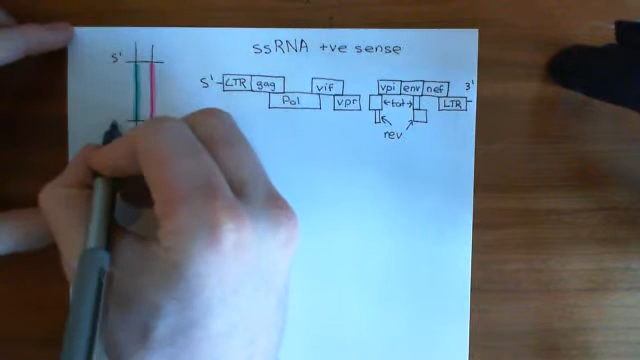 ssRNA +ve sense
5'
5' LTR gag vif vpi env nef 3'
Pol vpr tat LTR
rev